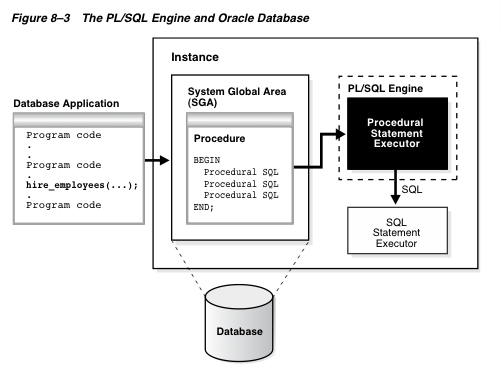 Figure 8–3 The PL/SQL Engine and Oracle Database
Instance
Database Application
Program code
.
.
Program code
.
hire_employees(...);
.
Program code
System Global Area
(SGA)
Procedure
BEGIN
Procedural SQL
Procedural SQL
Procedural SQL
END;
PL/SQL Engine
Procedural
Statement
Executor
SQL
SQL
Statement
Executor
Database